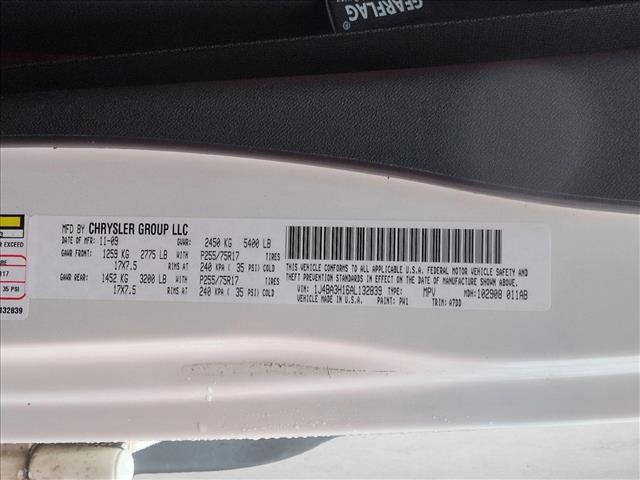 GEARFLAG®
MFD BY CHRYSLER GROUP LLC
DATE OF MFR: 11-09 GVWR: 2450 KG 5400 LB
GAWR FRONT: 1259 KG 2775 LB WITH P255/75R17 TIRES
17X7.5 RIMS AT 240 KPA ( 35 PSI) COLD
GAWR REAR: 1452 KG 3200 LB WITH P255/75R17 TIRES
17X7.5 RIMS AT 240 KPA ( 35 PSI) COLD
THIS VEHICLE CONFORMS TO ALL APPLICABLE U.S.A. FEDERAL MOTOR VEHICLE SAFETY AND
THEFT PREVENTION STANDARDS IN EFFECT ON THE DATE OF MANUFACTURE SHOWN ABOVE
VIN: 1J4BA3H16AL132839 TYPE: MPV MDH: 102908 011AB
MADE IN U.S.A. PAINT: PW1 TRIM: A7DD
R EXCEED
35 PSI
132839